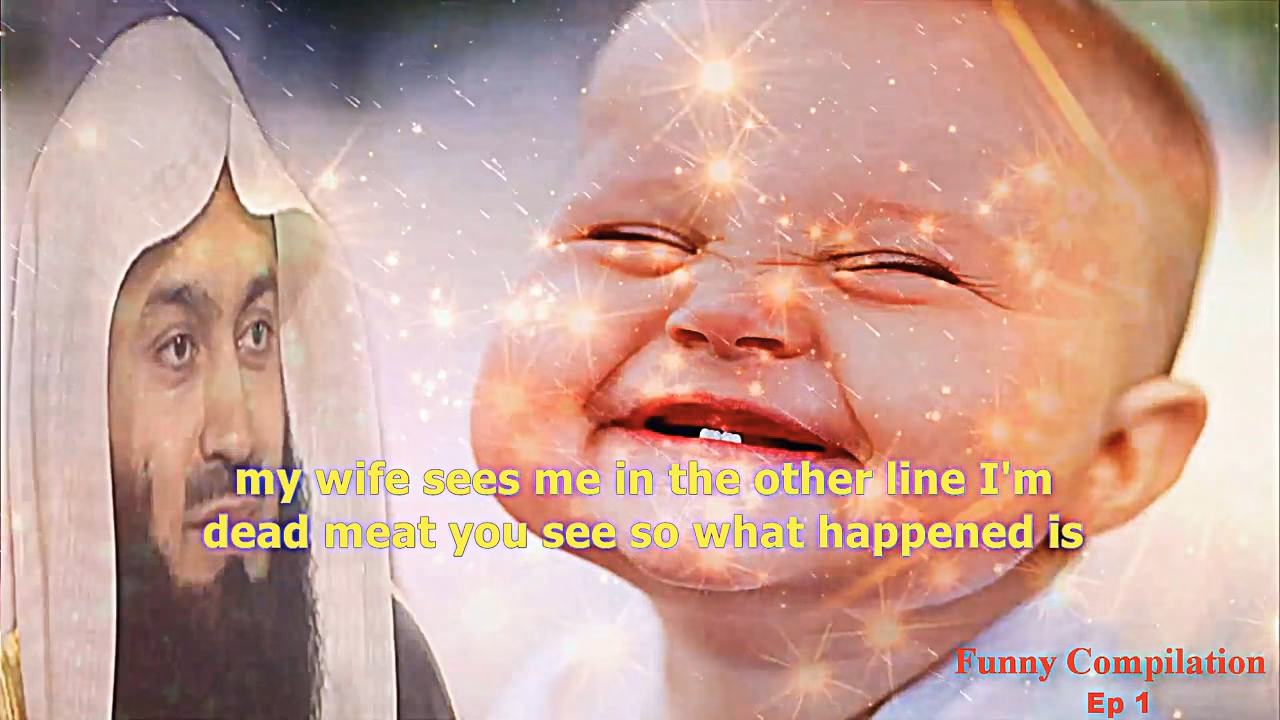 my wife sees me in the other line I'm
dead meat you see so what happened is
Funny Compilation
Ep 1